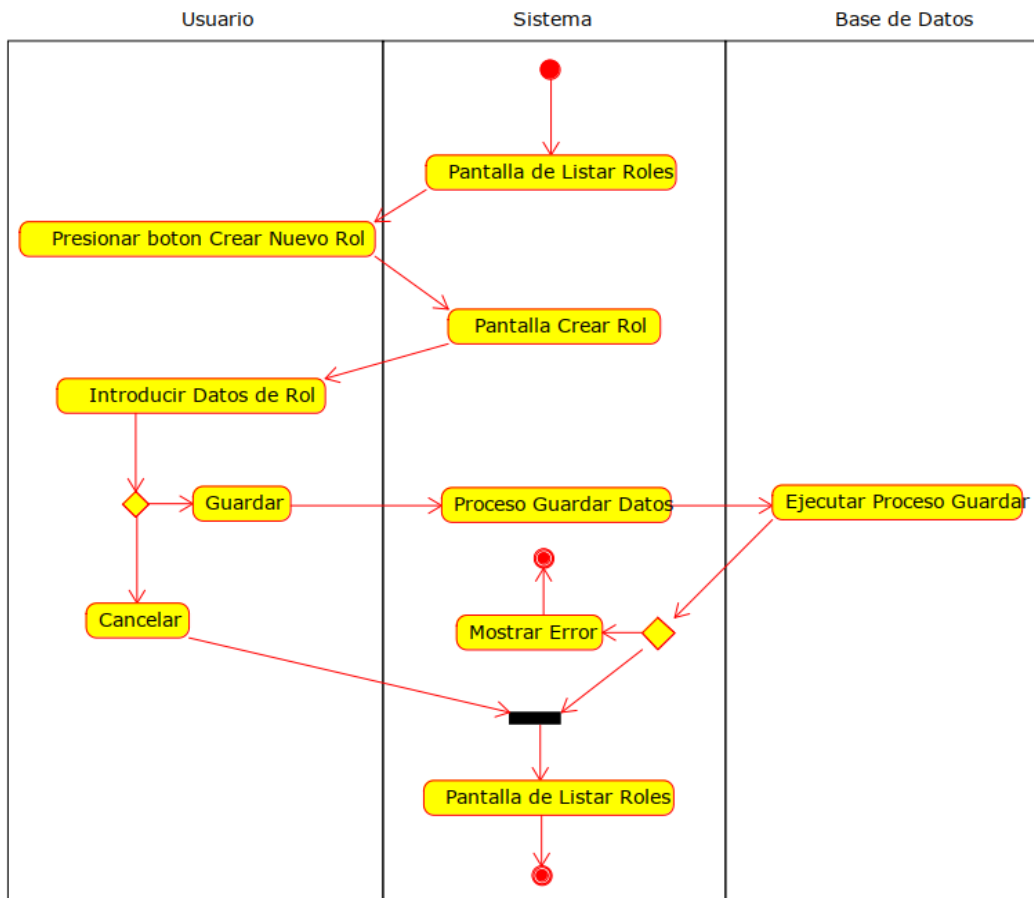 Usuario
Sistema
Base de Datos
Pantalla de Listar Roles
Presionar boton Crear Nuevo Rol
Pantalla Crear Rol
Introducir Datos de Rol
Guardar
Proceso Guardar Datos
Ejecutar Proceso Guardar
Cancelar
Mostrar Error
Pantalla de Listar Roles